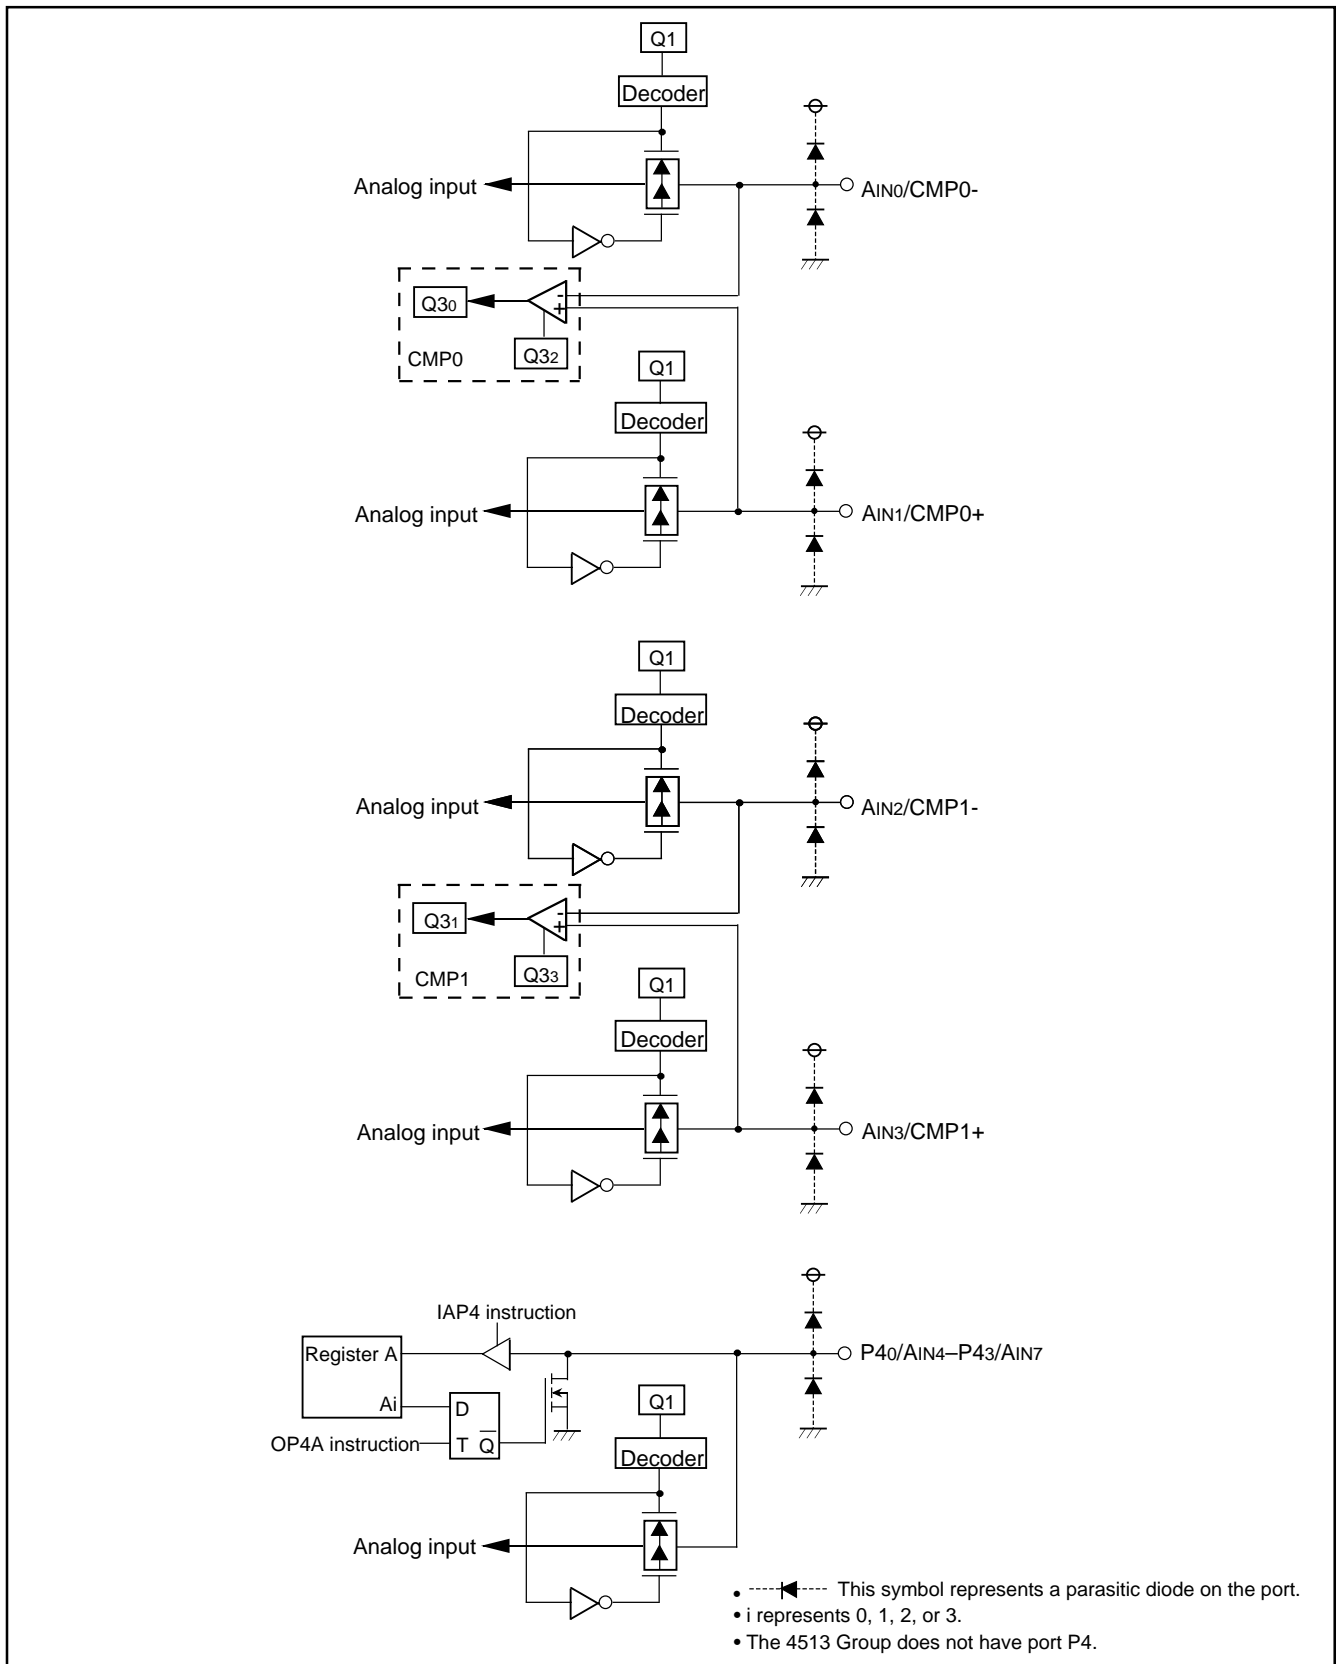 Q1
Decoder
Analog input
AIN0/CMP0-
Q30
-
+
CMP0
Q32
Q1
Decoder
Analog input
AIN1/CMP0+
Q1
Decoder
Analog input
AIN2/CMP1-
Q31
-
+
CMP1
Q33
Q1
Decoder
Analog input
AIN3/CMP1+
IAP4 instruction
Register A
P40/AIN4–P43/AIN7
Ai
D
Q1
OP4A instruction
T Q̅
Decoder
Analog input
• This symbol represents a parasitic diode on the port.
• i represents 0, 1, 2, or 3.
• The 4513 Group does not have port P4.